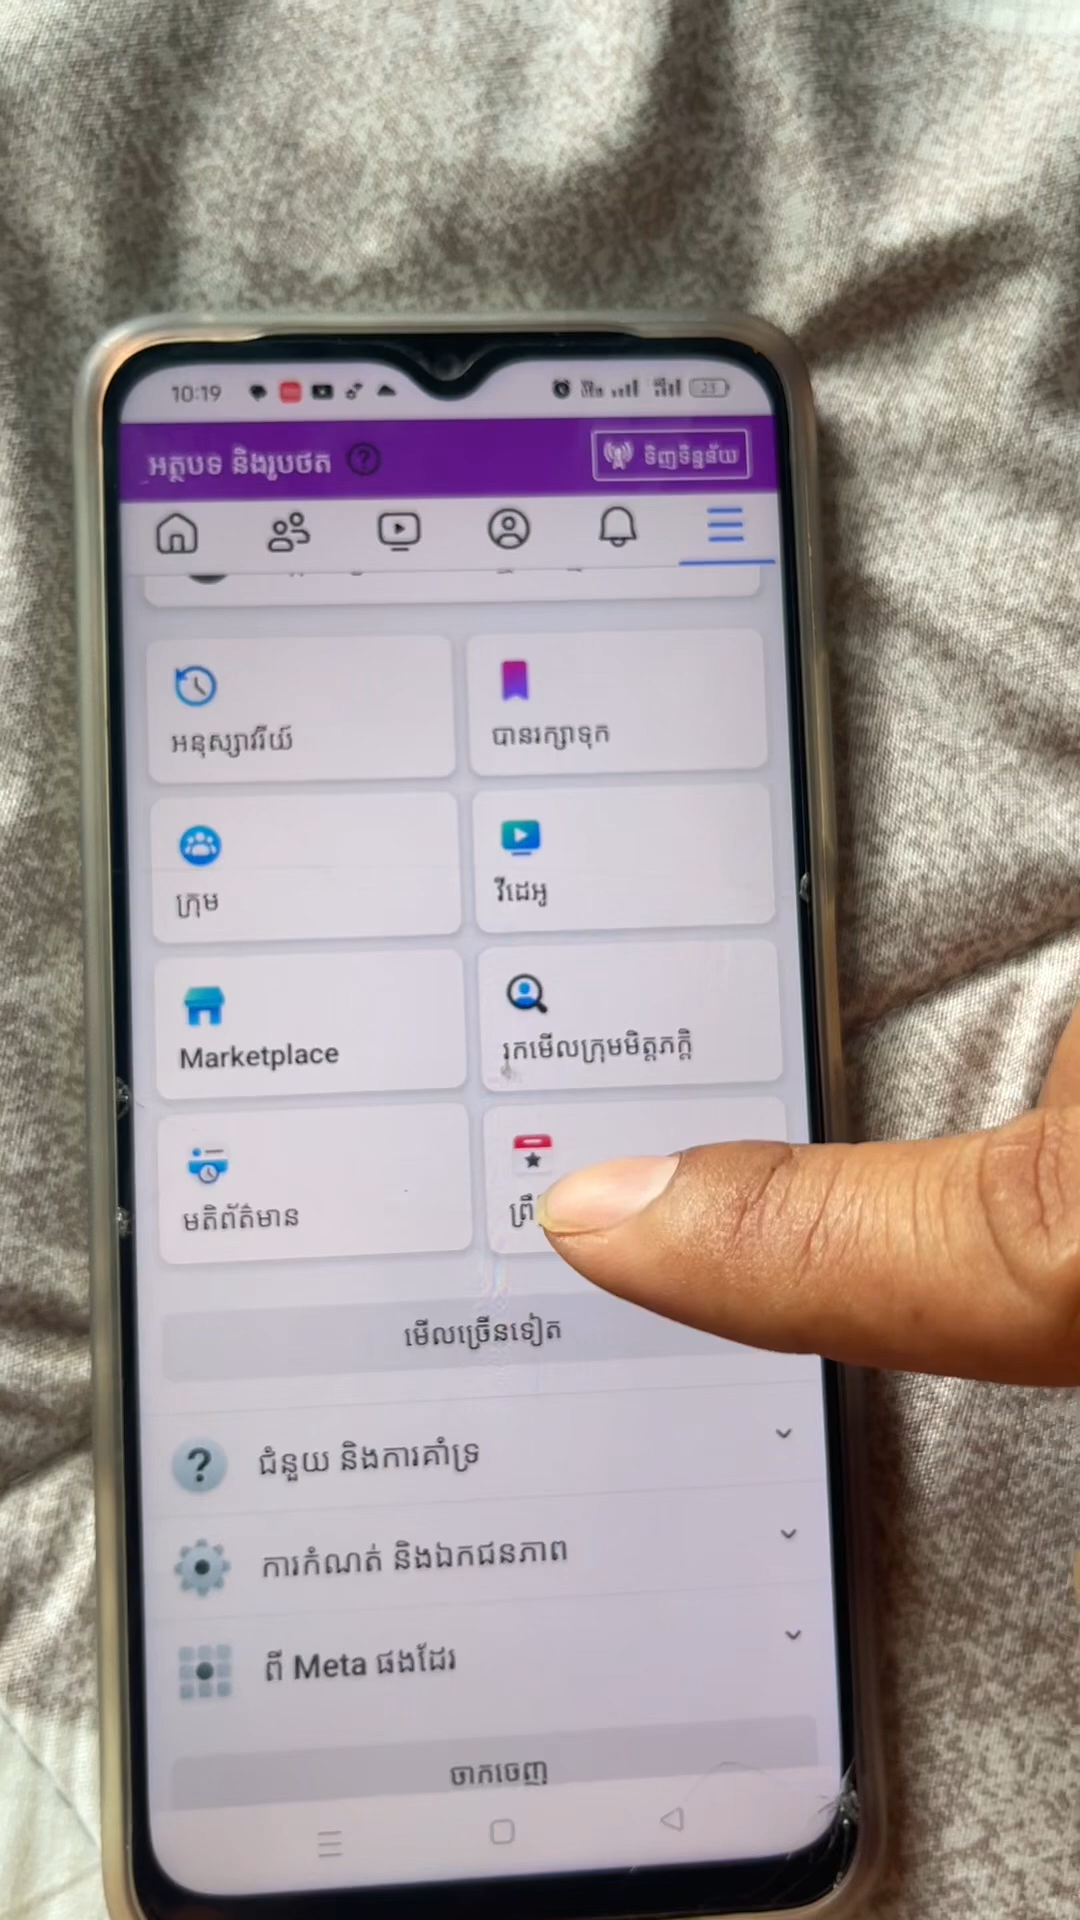 10:19
23
អត្ថបទ និងរូបថត
ទិញទិន្នន័យ
អនុស្សាវរីយ៍
បានរក្សាទុក
ក្រុម
វីដេអូ
Marketplace
រុកមើលក្រុមមិត្តភក្តិ
មតិព័ត៌មាន
មើលច្រើនទៀត
ជំនួយ និងការគាំទ្រ
ការកំណត់ និងឯកជនភាព
ពី Meta ផងដែរ
ចាកចេញ